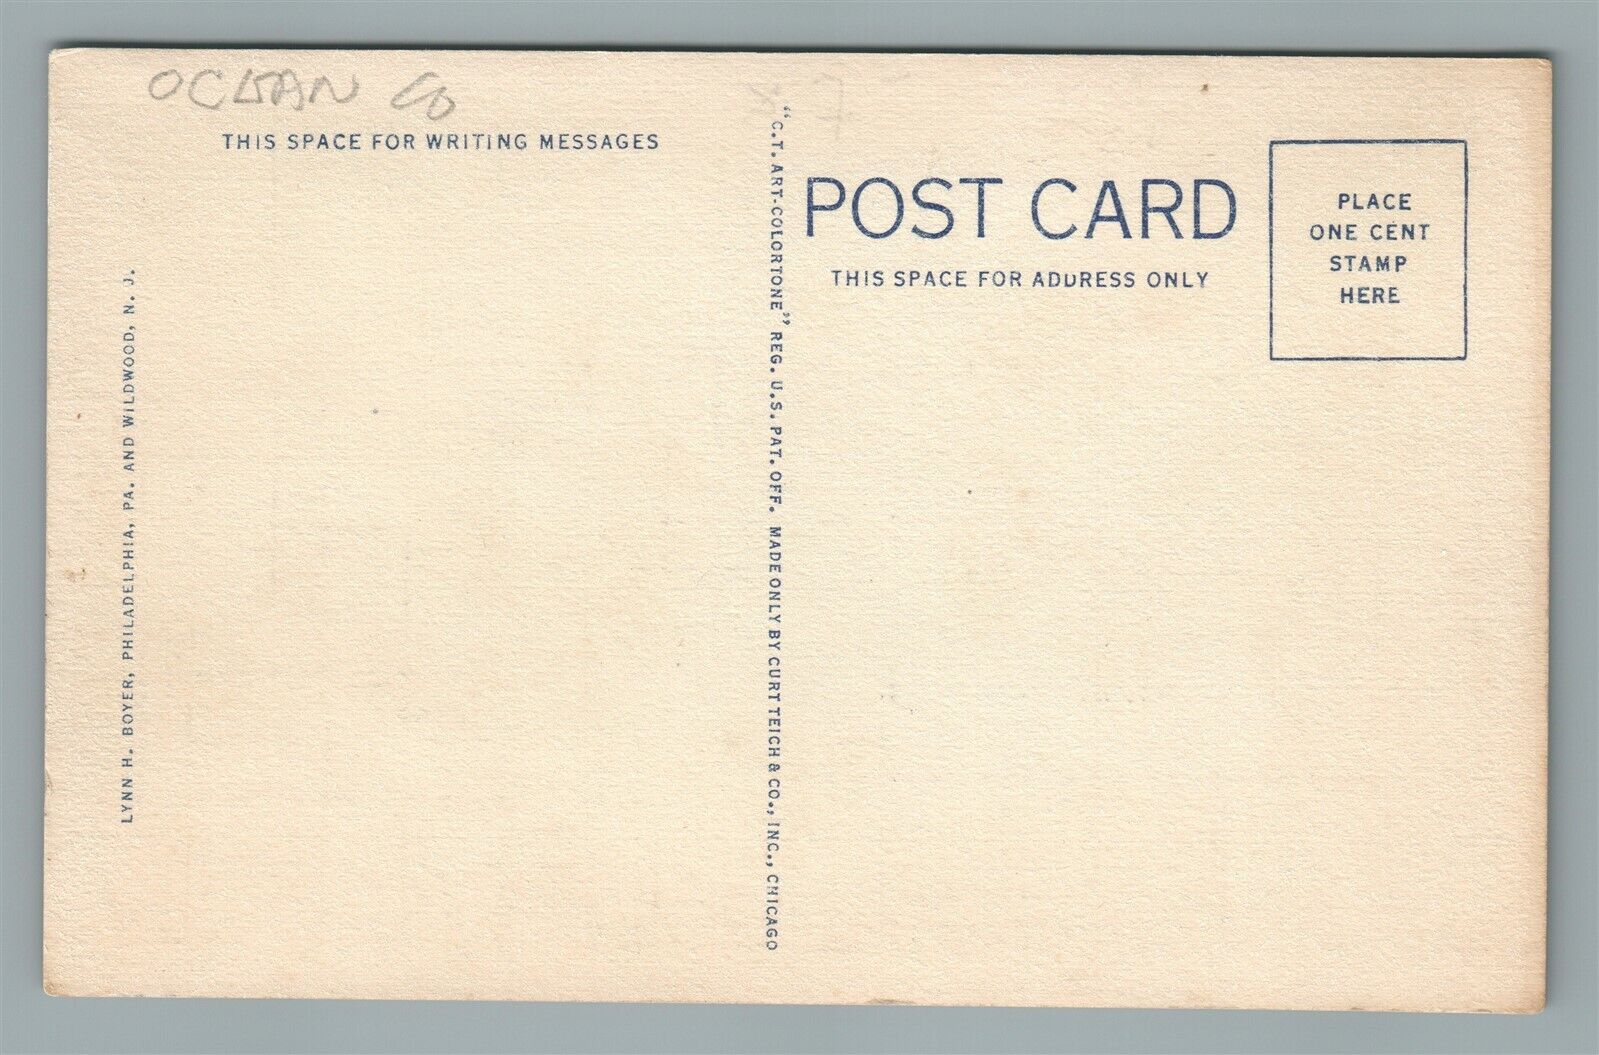 OCEAN CO
THIS SPACE FOR WRITING MESSAGES
LYNN H. BOYER, PHILADELPHIA, PA. AND WILDWOOD, N. J.
"C.T. ART-COLORTONE" REG. U.S. PAT. OFF. MADE ONLY BY CURT TEICH & CO., INC., CHICAGO
POST CARD
THIS SPACE FOR ADDRESS ONLY
PLACE
ONE CENT
STAMP
HERE